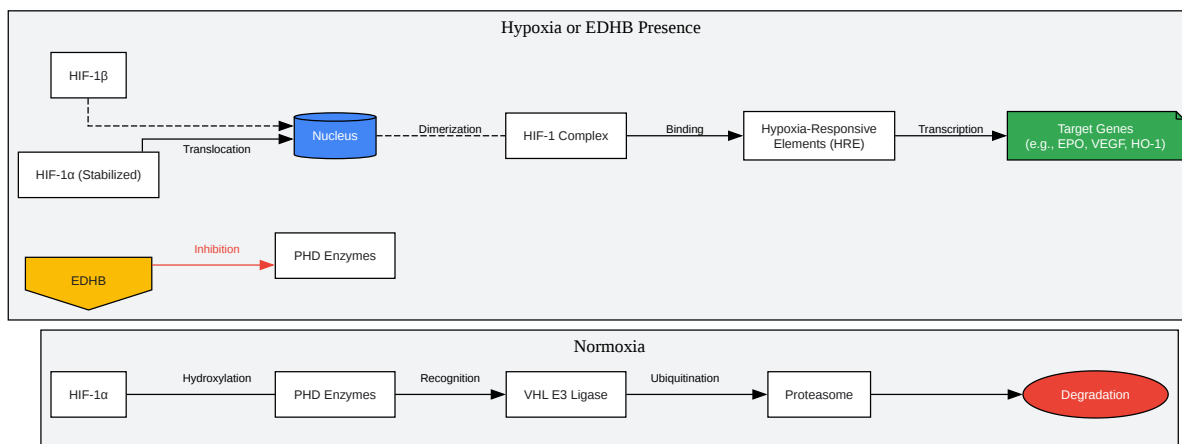 Hypoxia or EDHB Presence
HIF-1β
HIF-1α (Stabilized)
Translocation
Nucleus
Dimerization
HIF-1 Complex
Binding
Hypoxia-Responsive
Elements (HRE)
Transcription
Target Genes
(e.g., EPO, VEGF, HO-1)
EDHB
Inhibition
PHD Enzymes
Normoxia
HIF-1α
Hydroxylation
PHD Enzymes
Recognition
VHL E3 Ligase
Ubiquitination
Proteasome
Degradation